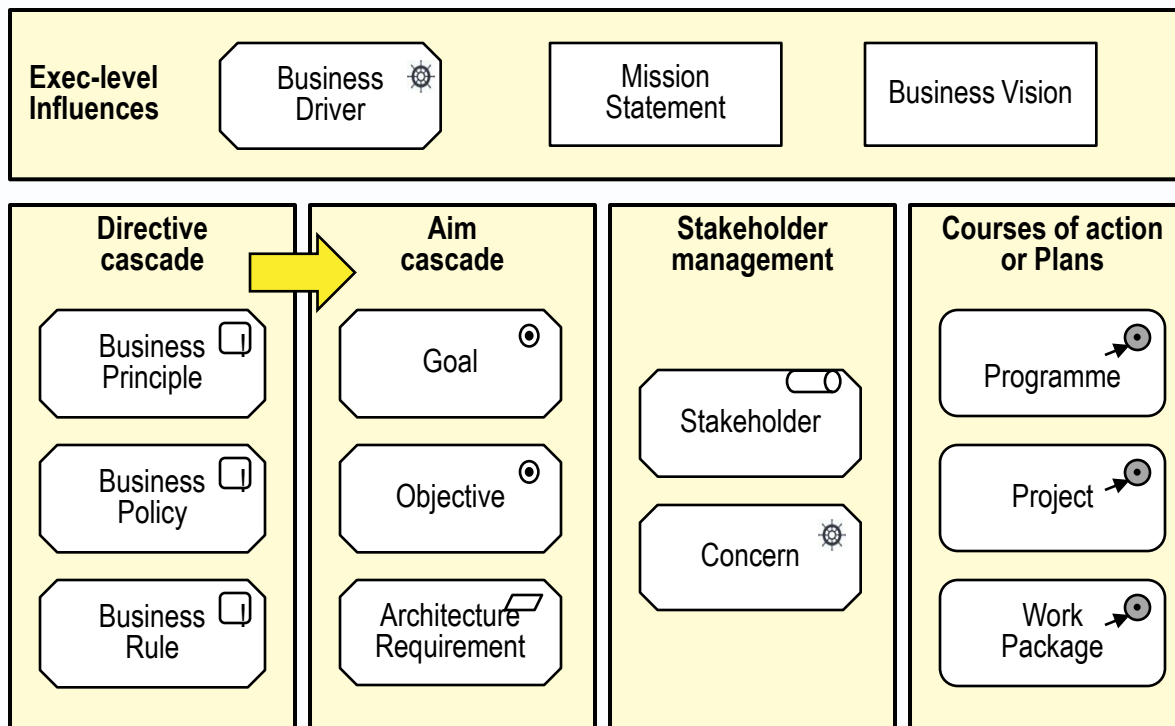 Exec-level
Influences
Business
Driver
Mission
Statement
Business Vision
Directive
cascade
Business
Principle
Business
Policy
Business
Rule
Aim
cascade
Goal
Objective
Architecture
Requirement
Stakeholder
management
Stakeholder
Concern
Courses of action
or Plans
Programme
Project
Work
Package